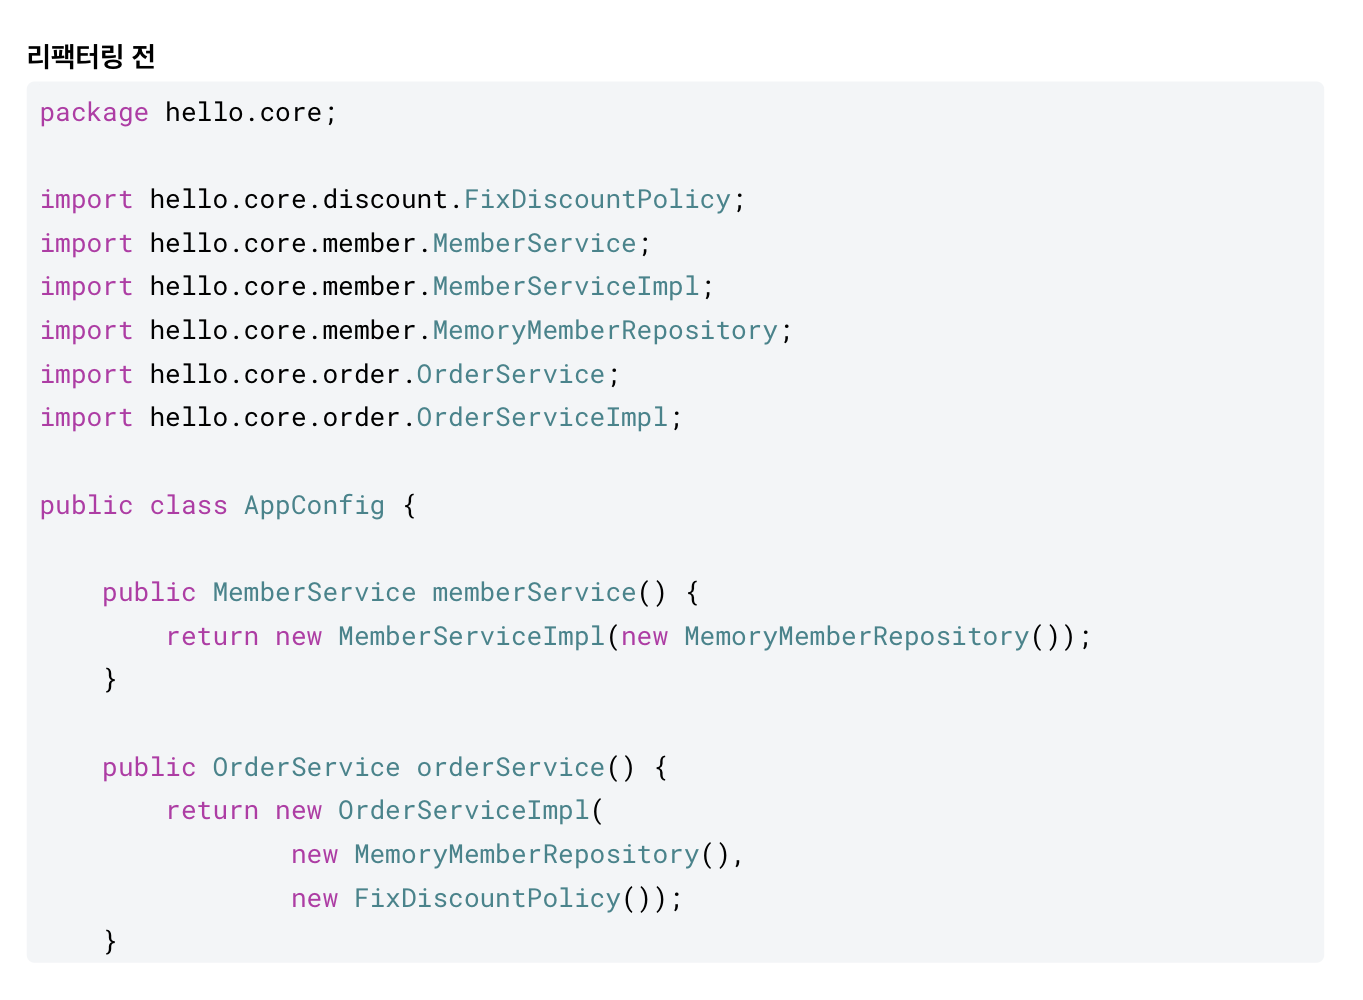 리팩터링 전
package hello.core;
import hello.core.discount.FixDiscountPolicy;
import hello.core.member.MemberService;
import hello.core.member.MemberServiceImpl;
import hello.core.member.MemoryMemberRepository;
import hello.core.order.OrderService;
import hello.core.order.OrderServiceImpl;
public class AppConfig {
    public MemberService memberService() {
        return new MemberServiceImpl(new MemoryMemberRepository());
    }
    public OrderService orderService() {
        return new OrderServiceImpl(
                new MemoryMemberRepository(),
                new FixDiscountPolicy());
    }